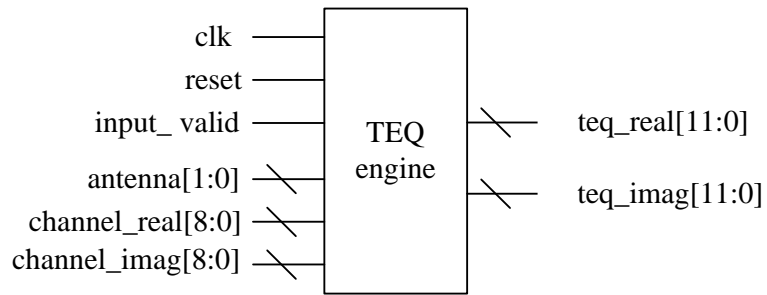 clk
reset
input_ valid
antenna[1:0]
channel_real[8:0]
channel_imag[8:0]
TEQ
engine
teq_real[11:0]
teq_imag[11:0]